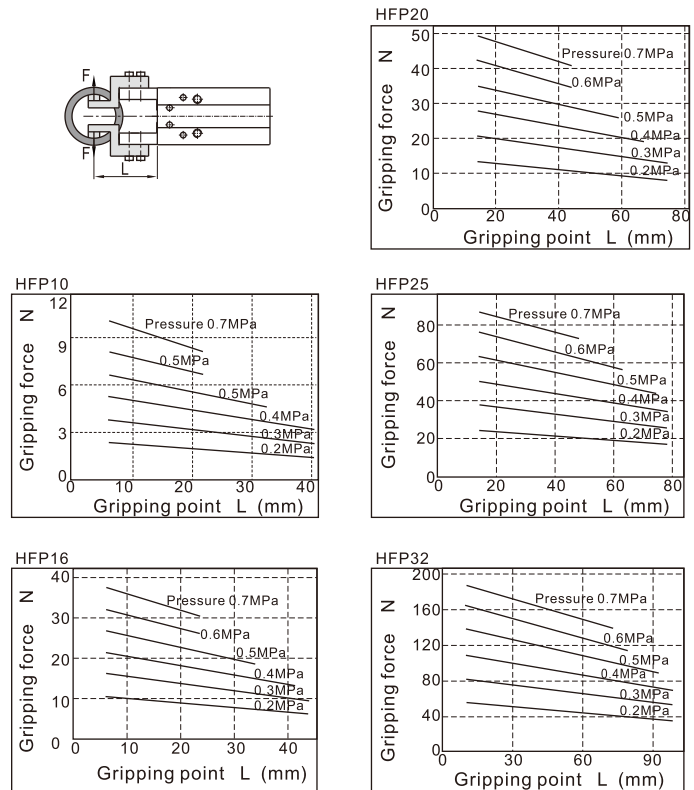 F
F
L
HFP20
Gripping force N
50
40
30
20
10
0
Pressure 0.7MPa
0.6MPa
0.5MPa
0.4MPa
0.3MPa
0.2MPa
0 20 40 60 80
Gripping point L (mm)
HFP10
Gripping force N
12
9
6
3
0
Pressure 0.7MPa
0.5MPa
0.5MPa
0.4MPa
0.3MPa
0.2MPa
0 10 20 30 40
Gripping point L (mm)
HFP25
Gripping force N
80
60
40
20
0
Pressure 0.7MPa
0.6MPa
0.5MPa
0.4MPa
0.3MPa
0.2MPa
0 20 40 60 80
Gripping point L (mm)
HFP16
Gripping force N
40
30
20
10
0
Pressure 0.7MPa
0.6MPa
0.5MPa
0.4MPa
0.3MPa
0.2MPa
0 10 20 30 40
Gripping point L (mm)
HFP32
Gripping force N
200
160
120
80
40
0
Pressure 0.7MPa
0.6MPa
0.5MPa
0.4MPa
0.3MPa
0.2MPa
0 30 60 90
Gripping point L (mm)